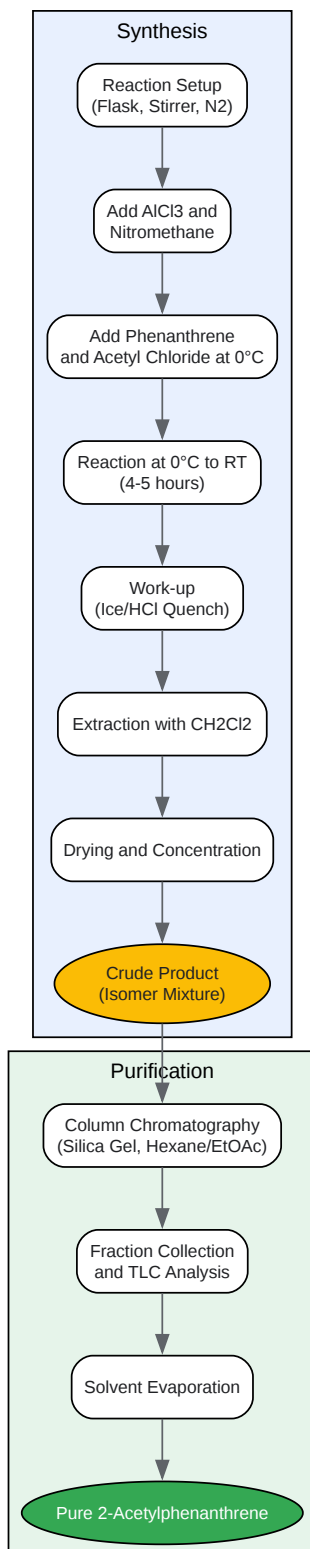 Synthesis
Reaction Setup
(Flask, Stirrer, N2)
Add AlCl3 and
Nitromethane
Add Phenanthrene
and Acetyl Chloride at 0°C
Reaction at 0°C to RT
(4-5 hours)
Work-up
(Ice/HCl Quench)
Extraction with CH2Cl2
Drying and Concentration
Crude Product
(Isomer Mixture)
Purification
Column Chromatography
(Silica Gel, Hexane/EtOAc)
Fraction Collection
and TLC Analysis
Solvent Evaporation
Pure 2-Acetylphenanthrene